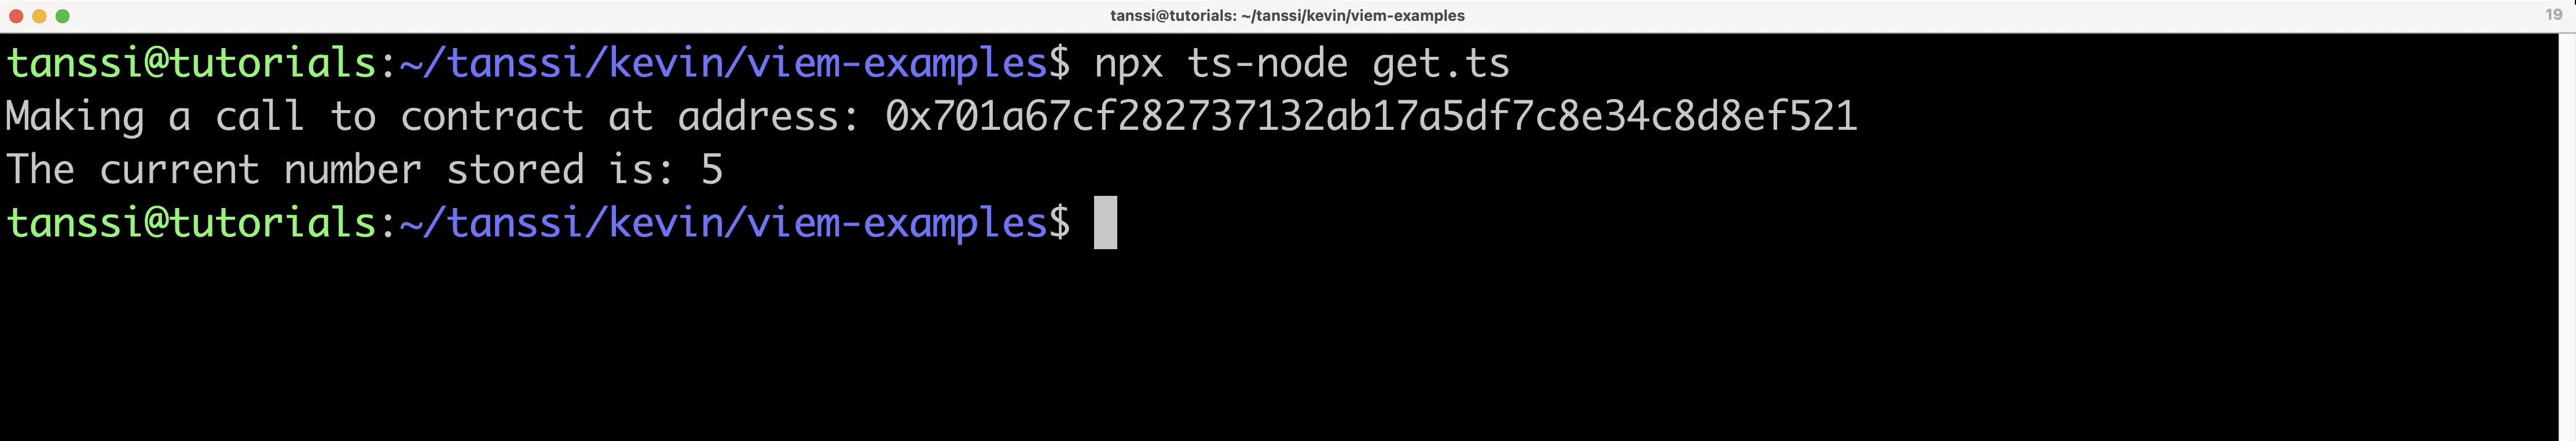 tanssi@tutorials: ~/tanssi/kevin/viem-examples
19
tanssi@tutorials:~/tanssi/kevin/viem-examples$ npx ts-node get.ts
Making a call to contract at address: 0x701a67cf282737132ab17a5df7c8e34c8d8ef521
The current number stored is: 5
tanssi@tutorials:~/tanssi/kevin/viem-examples$